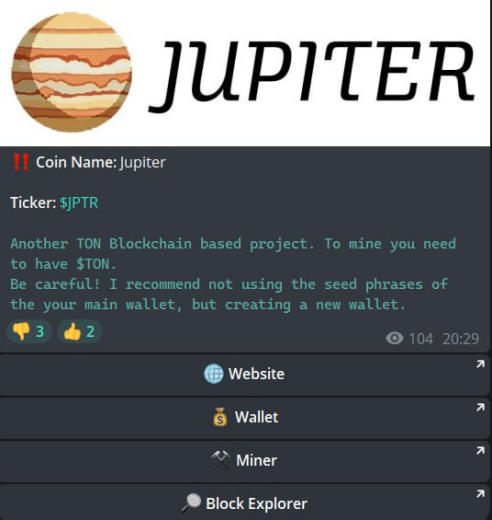 JUPITER
‼️ Coin Name: Jupiter
Ticker: $JPTR
Another TON Blockchain based project. To mine you need
to have $TON.
Be careful! I recommend not using the seed phrases of
the your main wallet, but creating a new wallet.
👎 3 👍 2
104 20:29
Website
Wallet
Miner
Block Explorer